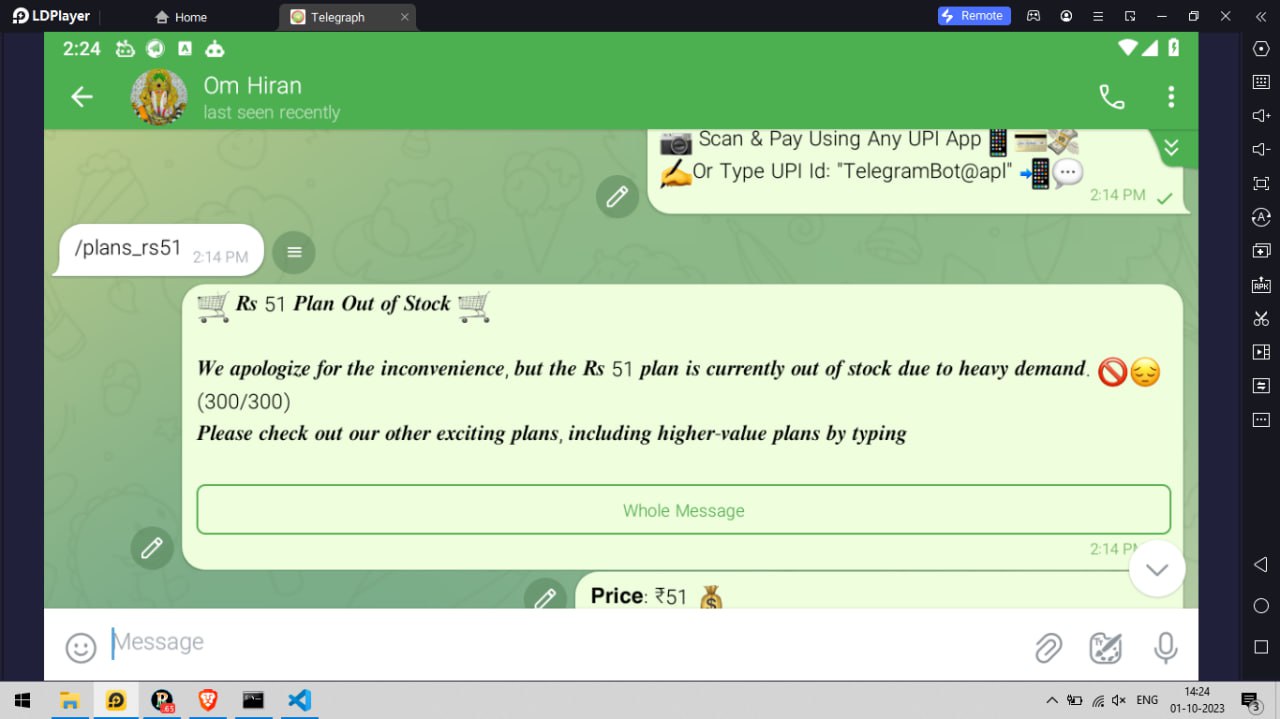 LDPlayer
Home
Telegraph
Remote
2:24
Om Hiran
last seen recently
Scan & Pay Using Any UPI App
Or Type UPI Id: "TelegramBot@apl"
2:14 PM
/plans_rs51 2:14 PM
Rs 51 Plan Out of Stock
We apologize for the inconvenience, but the Rs 51 plan is currently out of stock due to heavy demand.
(300/300)
Please check out our other exciting plans, including higher-value plans by typing
Whole Message
2:14 PM
Price: ₹51
Message
ENG
14:24
01-10-2023
3